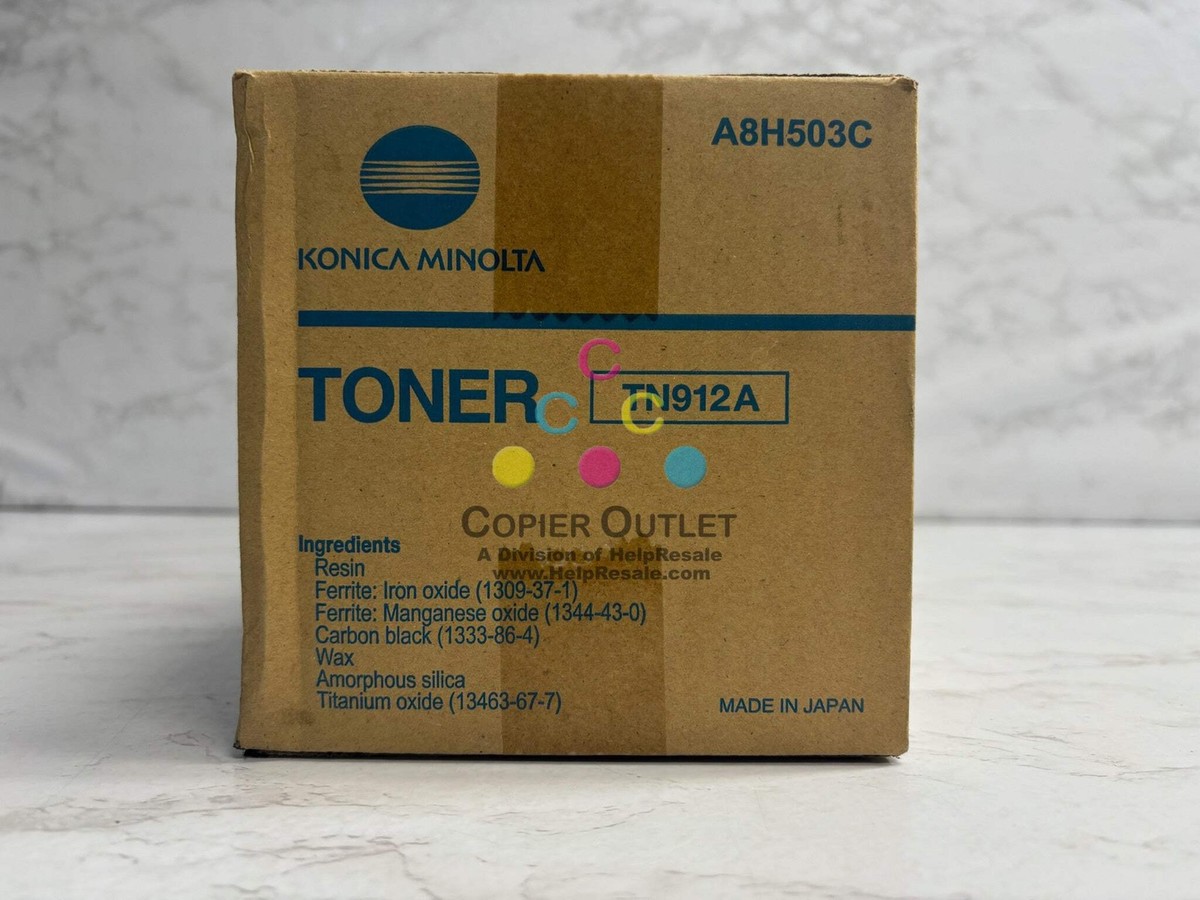 A8H503C
KONICA MINOLTA
TONER TN912A
C
C C
COPIER OUTLET
A Division of HelpResale
www.HelpResale.com
Ingredients
Resin
Ferrite: Iron oxide (1309-37-1)
Ferrite: Manganese oxide (1344-43-0)
Carbon black (1333-86-4)
Wax
Amorphous silica
Titanium oxide (13463-67-7)
MADE IN JAPAN